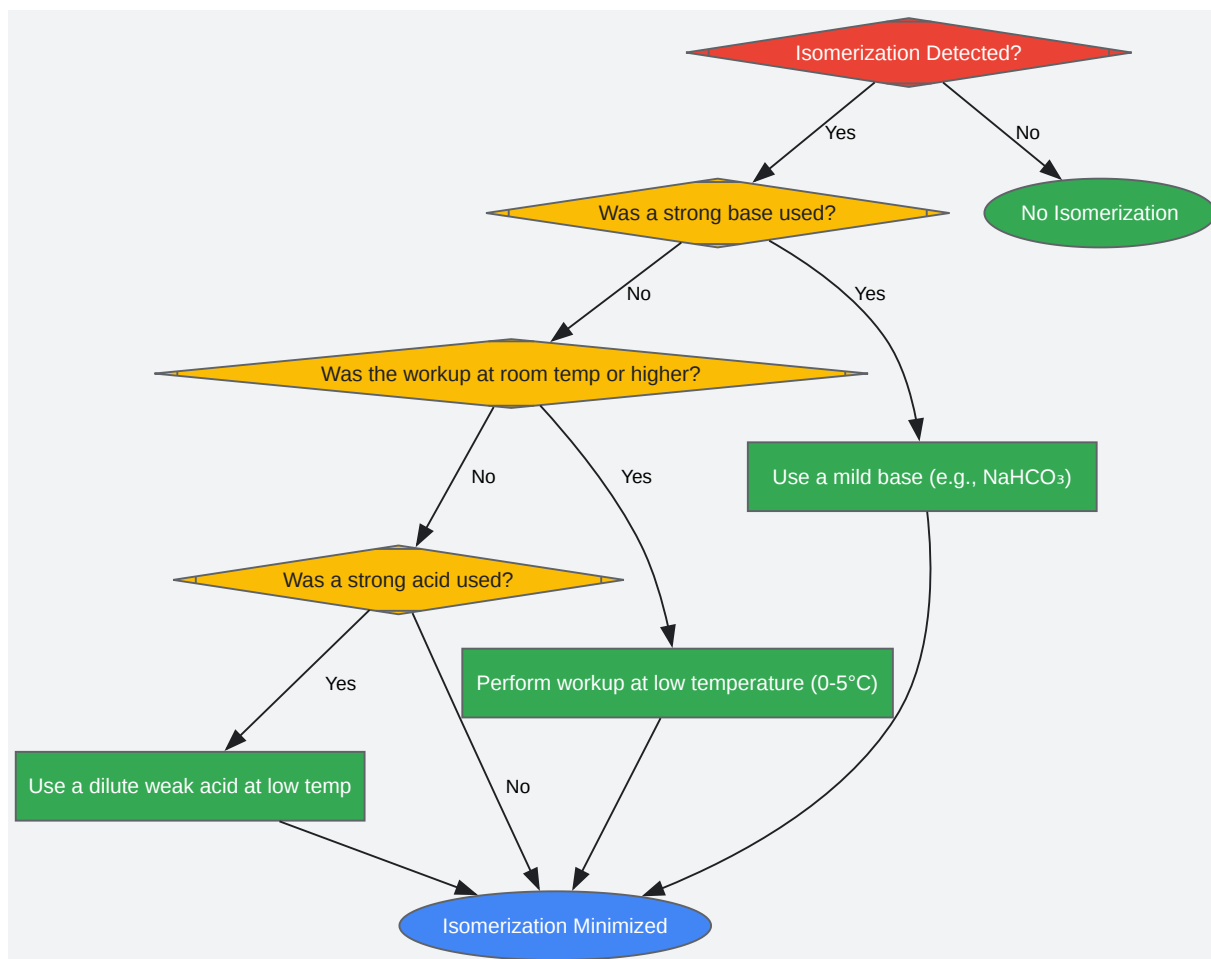 Isomerization Detected?
Yes
No
Was a strong base used?
No Isomerization
No
Yes
Was the workup at room temp or higher?
No
Yes
Use a mild base (e.g., NaHCO₃)
Was a strong acid used?
Yes
Perform workup at low temperature (0-5°C)
Use a dilute weak acid at low temp
No
Isomerization Minimized